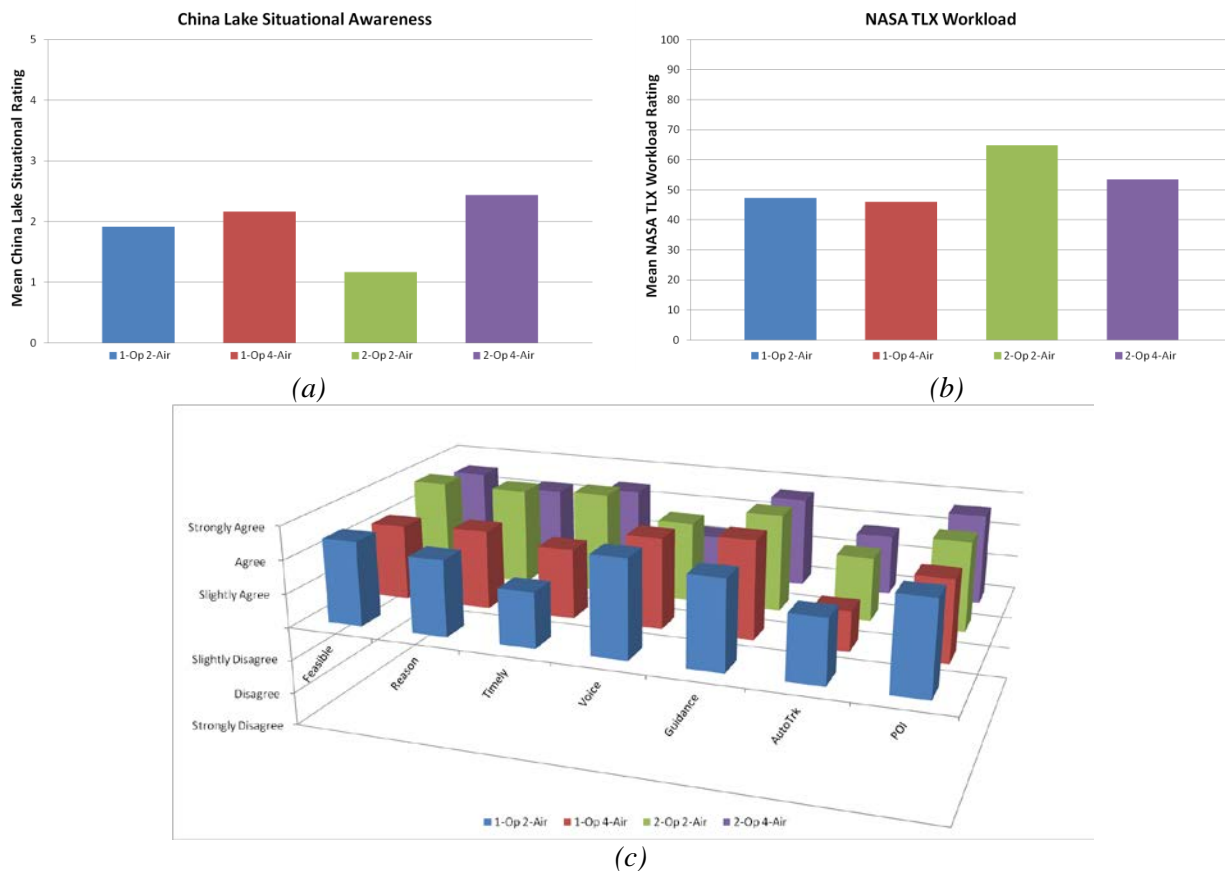 China Lake Situational Awareness
Mean China Lake Situational Rating
5
4
3
2
1
0
1-Op 2-Air 1-Op 4-Air 2-Op 2-Air 2-Op 4-Air
(a)
NASA TLX Workload
Mean NASA TLX Workload Rating
100
90
80
70
60
50
40
30
20
10
0
1-Op 2-Air 1-Op 4-Air 2-Op 2-Air 2-Op 4-Air
(b)
Strongly Agree
Agree
Slightly Agree
Slightly Disagree
Disagree
Strongly Disagree
Feasible
Reason
Timely
Voice
Guidance
AutoTrk
POI
1-Op 2-Air 1-Op 4-Air 2-Op 2-Air 2-Op 4-Air
(c)